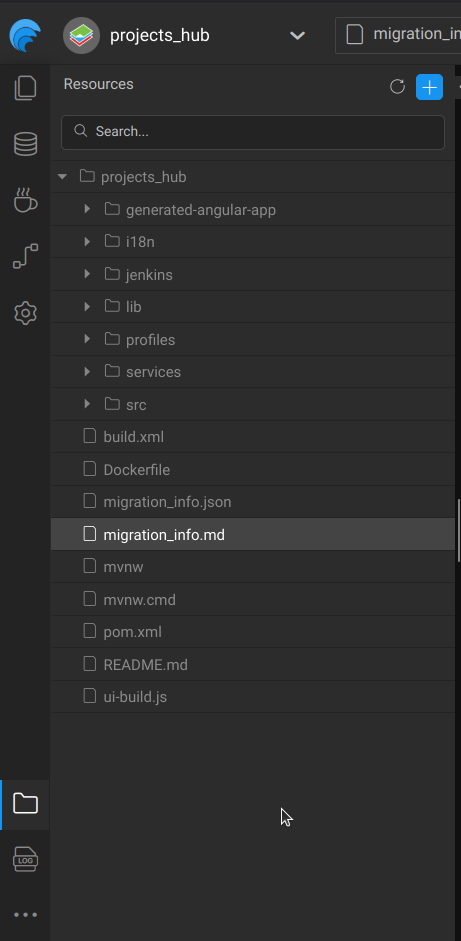 projects_hub
migration_in
Resources
Search...
projects_hub
generated-angular-app
i18n
jenkins
lib
profiles
services
src
build.xml
Dockerfile
migration_info.json
migration_info.md
mvnw
mvnw.cmd
pom.xml
README.md
ui-build.js
LOG